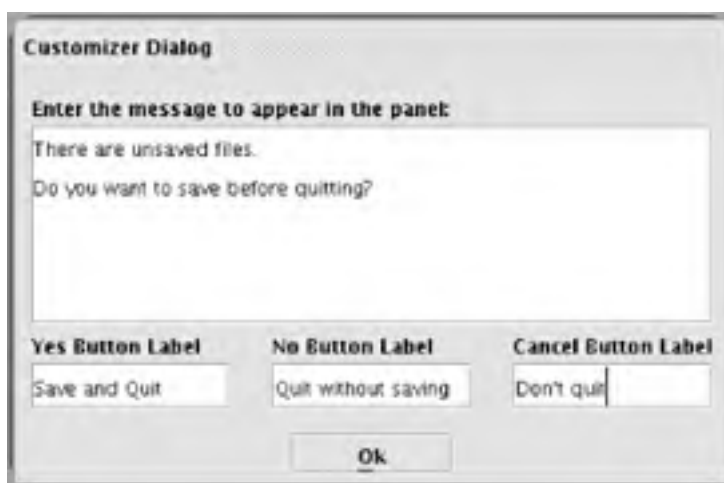 Customizer Dialog
Enter the message to appear in the panel:
There are unsaved files.
Do you want to save before quitting?
Yes Button Label No Button Label Cancel Button Label
Save and Quit Quit without saving Don't quit
Ok